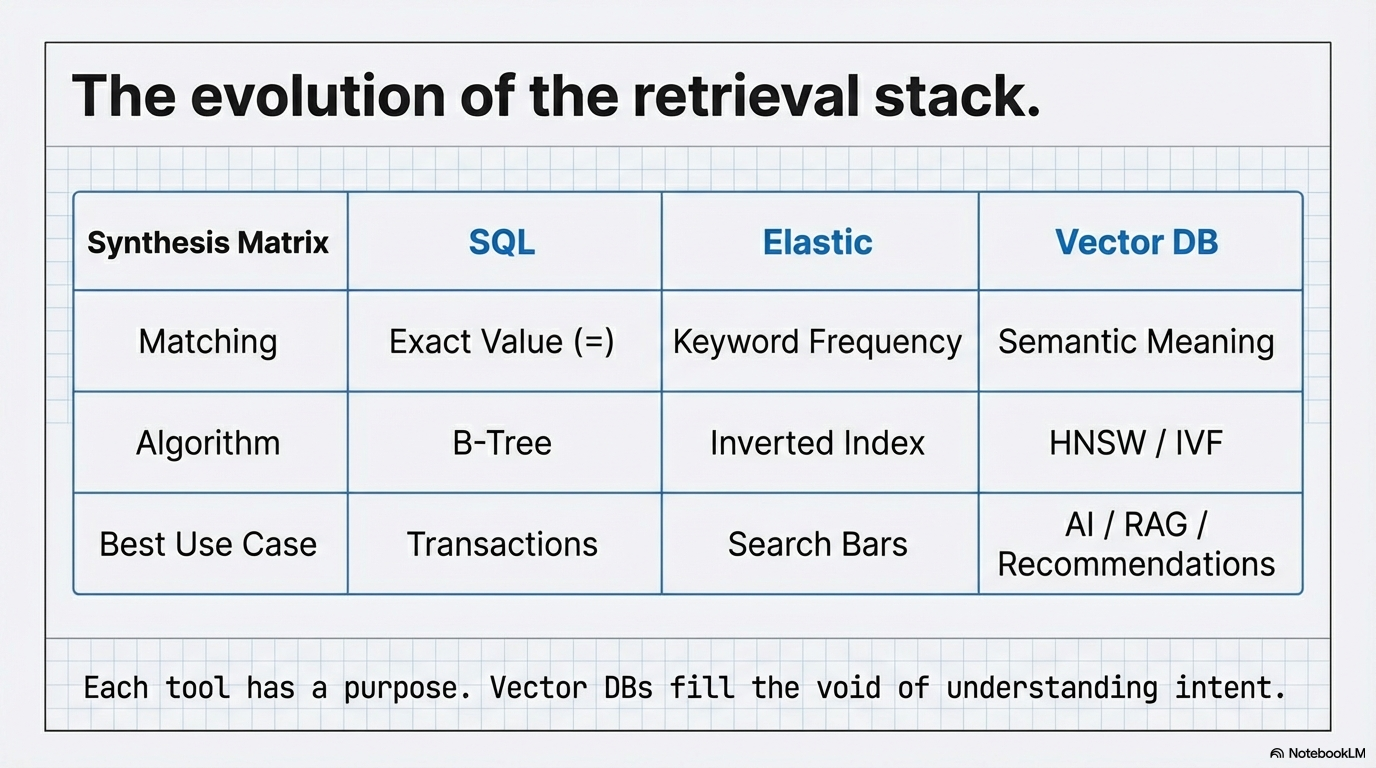 The evolution of the retrieval stack.
Synthesis Matrix
SQL
Elastic
Vector DB
Matching
Exact Value (=)
Keyword Frequency
Semantic Meaning
Algorithm
B-Tree
Inverted Index
HNSW / IVF
Best Use Case
Transactions
Search Bars
AI / RAG /
Recommendations
Each tool has a purpose. Vector DBs fill the void of understanding intent.
NotebookLM